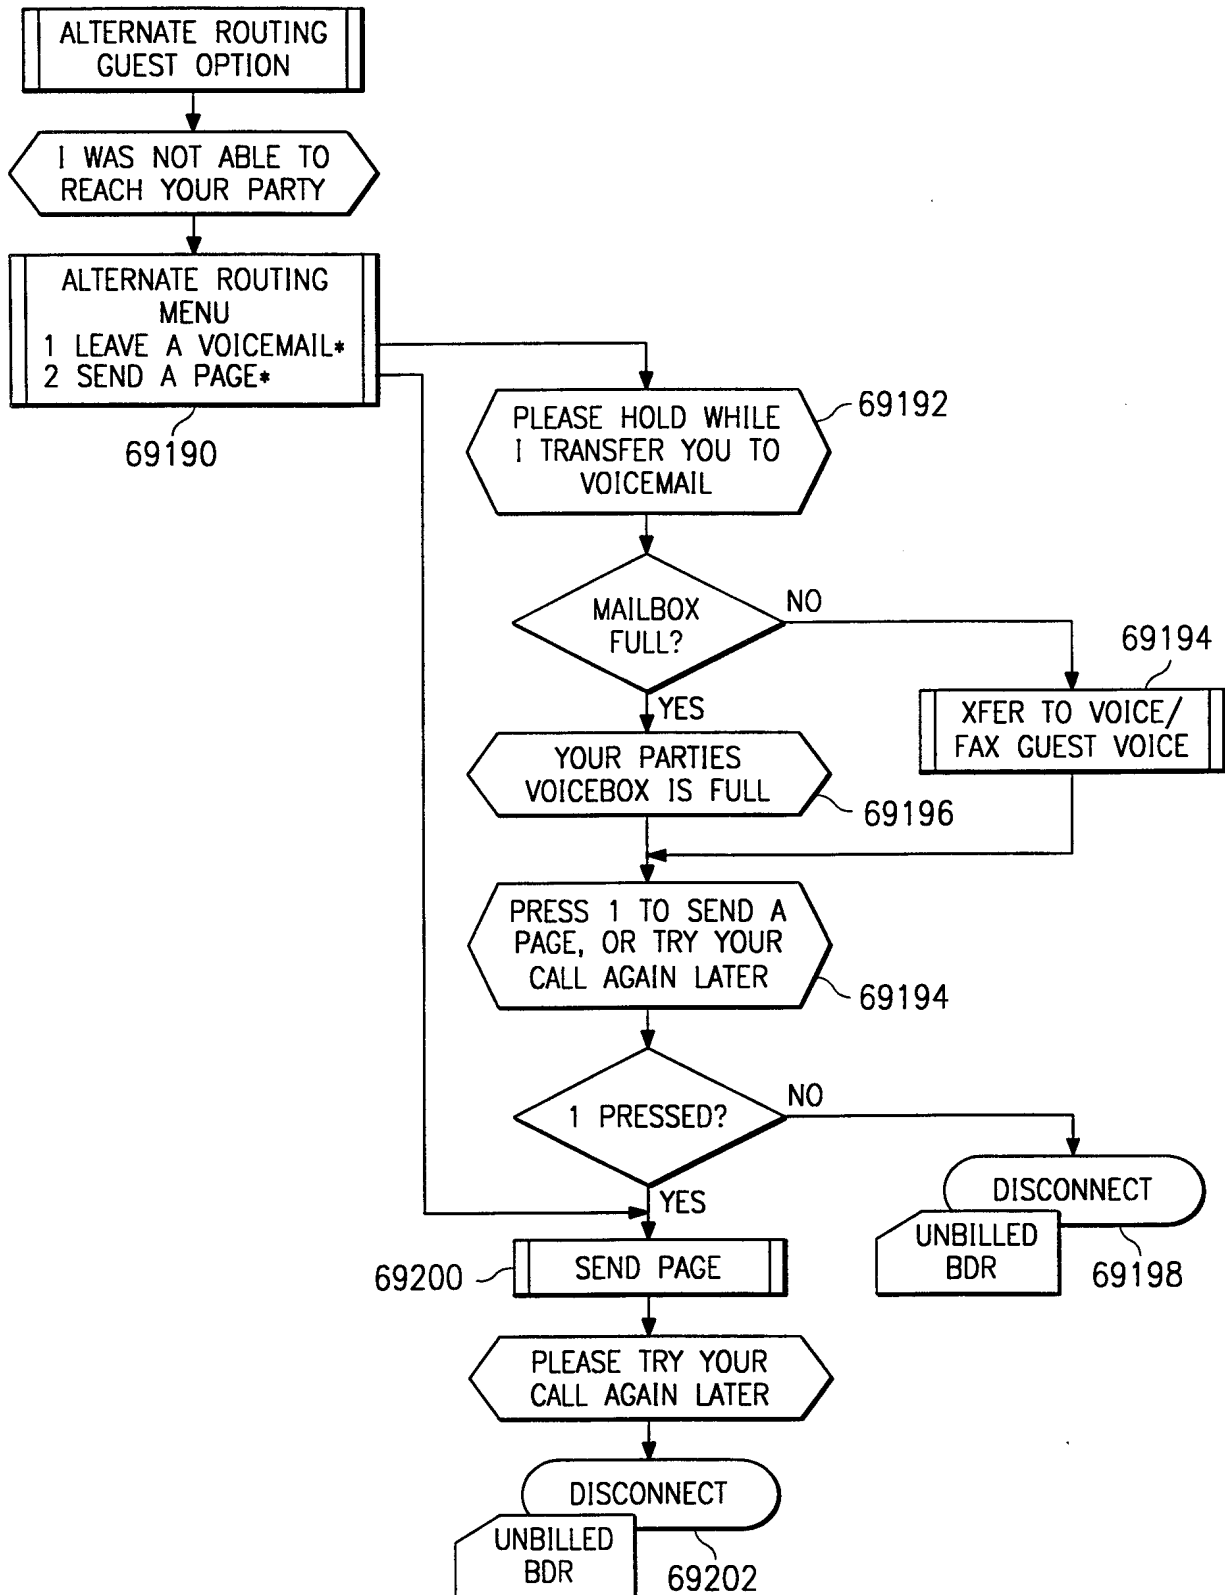 ALTERNATE ROUTING
GUEST OPTION
I WAS NOT ABLE TO
REACH YOUR PARTY
ALTERNATE ROUTING
MENU
1 LEAVE A VOICEMAIL*
2 SEND A PAGE*
69190
PLEASE HOLD WHILE
I TRANSFER YOU TO
VOICEMAIL
69192
MAILBOX
FULL?
NO
YES
69194
XFER TO VOICE/
FAX GUEST VOICE
YOUR PARTIES
VOICEBOX IS FULL
69196
PRESS 1 TO SEND A
PAGE, OR TRY YOUR
CALL AGAIN LATER
69194
1 PRESSED?
NO
YES
DISCONNECT
UNBILLED
BDR
69198
69200
SEND PAGE
PLEASE TRY YOUR
CALL AGAIN LATER
DISCONNECT
UNBILLED
BDR
69202